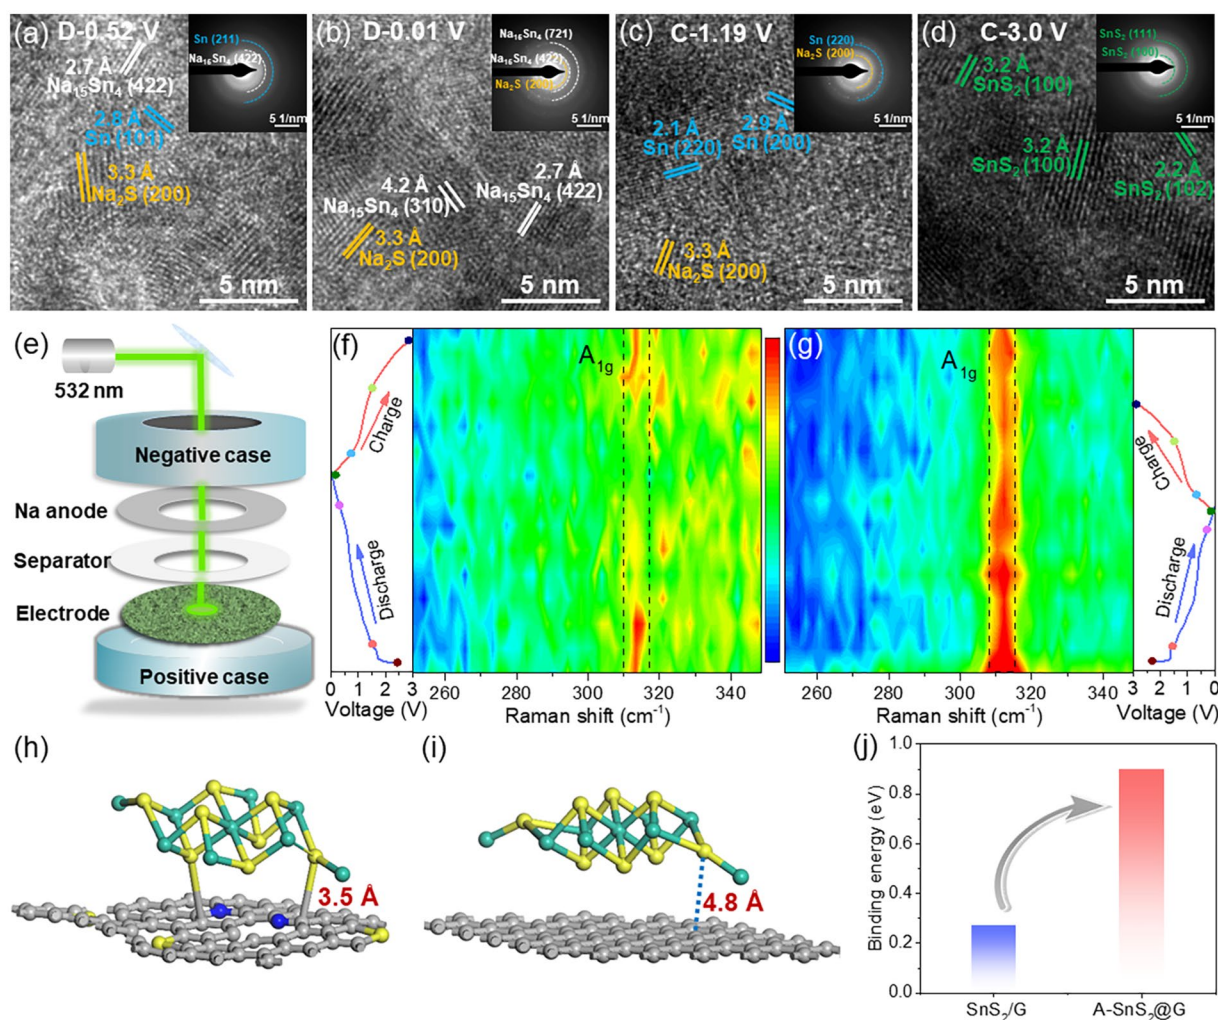 (a) D-0.52 V
Sn (211)
Na₁₅Sn₄ (422)
5 1/nm
2.7 Å
Na₁₅Sn₄ (422)
2.8 Å
Sn (101)
3.3 Å
Na₂S (200)
5 nm
(b) D-0.01 V
Na₁₅Sn₄ (721)
Na₁₅Sn₄ (422)
Na₂S (200)
5 1/nm
4.2 Å
Na₁₅Sn₄ (310)
2.7 Å
Na₁₅Sn₄ (422)
3.3 Å
Na₂S (200)
5 nm
(c) C-1.19 V
Sn (220)
Na₂S (200)
5 1/nm
2.1 Å
Sn (220)
2.9 Å
Sn (200)
3.3 Å
Na₂S (200)
5 nm
(d) C-3.0 V
SnS₂ (111)
SnS₂ (100)
5 1/nm
3.2 Å
SnS₂ (100)
3.2 Å
SnS₂ (100)
2.2 Å
SnS₂ (102)
5 nm
(e)
532 nm
Negative case
Na anode
Separator
Electrode
Positive case
(f)
Charge
Discharge
0 1 2 3
Voltage (V)
A₁g
260 280 300 320 340
Raman shift (cm⁻¹)
(g)
A₁g
260 280 300 320 340
Raman shift (cm⁻¹)
Charge
Discharge
3 2 1 0
Voltage (V)
(h)
3.5 Å
(i)
4.8 Å
(j)
Binding energy (eV)
1.0
0.8
0.6
0.4
0.2
0.0
SnS₂/G
A-SnS₂@G